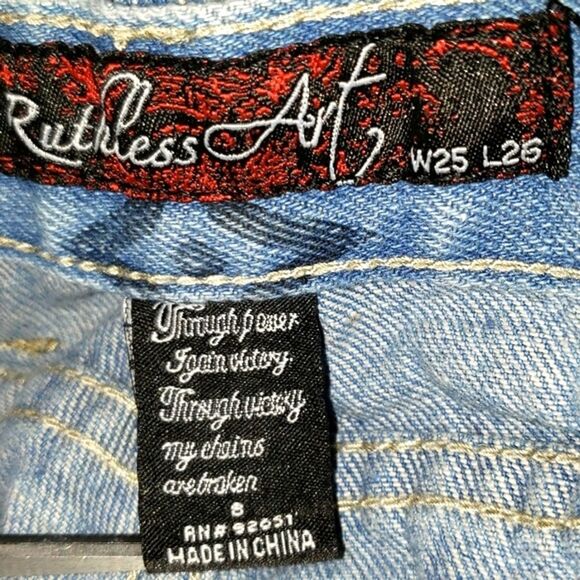 Ruthless Art, W25 L26
Through power
I gain victory
Through victory
my chains
are broken
8
RN# 92651
MADE IN CHINA